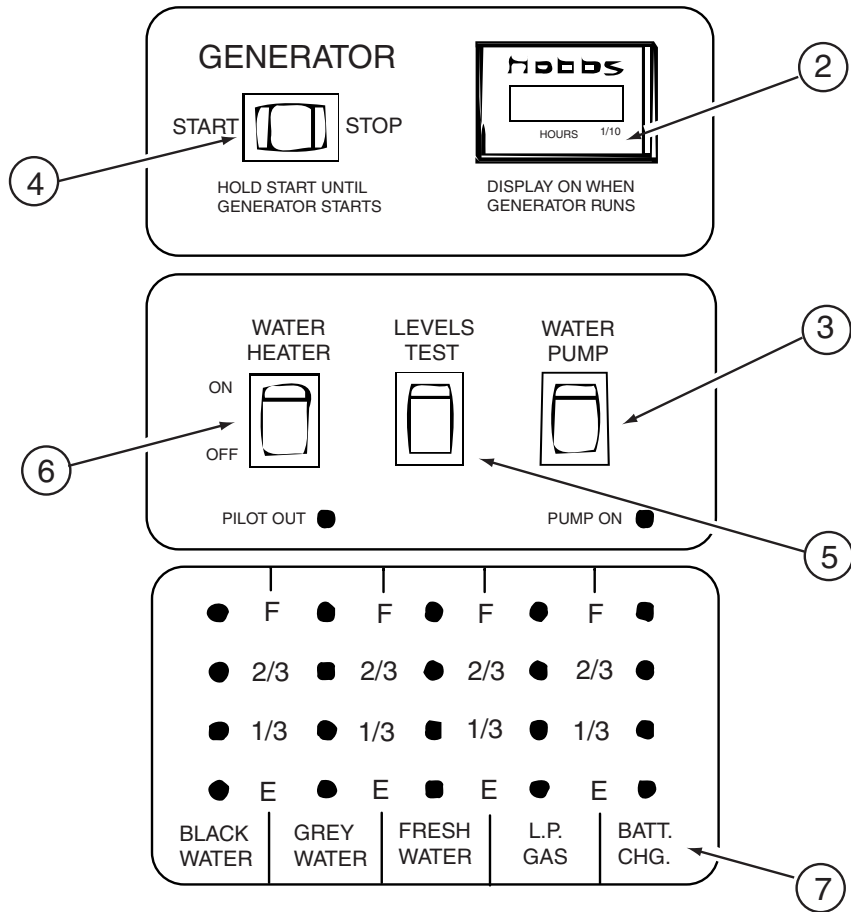 GENERATOR
START STOP
HOLD START UNTIL
GENERATOR STARTS
hobbs
HOURS 1/10
DISPLAY ON WHEN
GENERATOR RUNS
2
4
WATER
HEATER
LEVELS
TEST
WATER
PUMP
ON
OFF
3
6
PILOT OUT
PUMP ON
5
F F F F
2/3 2/3 2/3 2/3
1/3 1/3 1/3 1/3
E E E E
BLACK
WATER
GREY
WATER
FRESH
WATER
L.P.
GAS
BATT.
CHG.
7